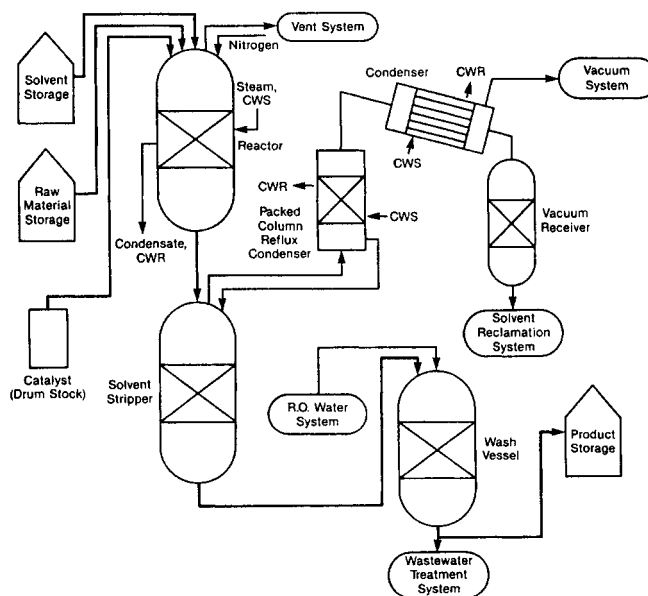 Vent System
Nitrogen
Solvent
Storage
Steam,
CWS
Reactor
Raw
Material
Storage
Condensate,
CWR
Catalyst
(Drum Stock)
Condenser
CWR
CWS
Vacuum
System
CWR
CWS
Packed
Column
Reflux
Condenser
Vacuum
Receiver
Solvent
Reclamation
System
Solvent
Stripper
R.O. Water
System
Wash
Vessel
Product
Storage
Wastewater
Treatment
System